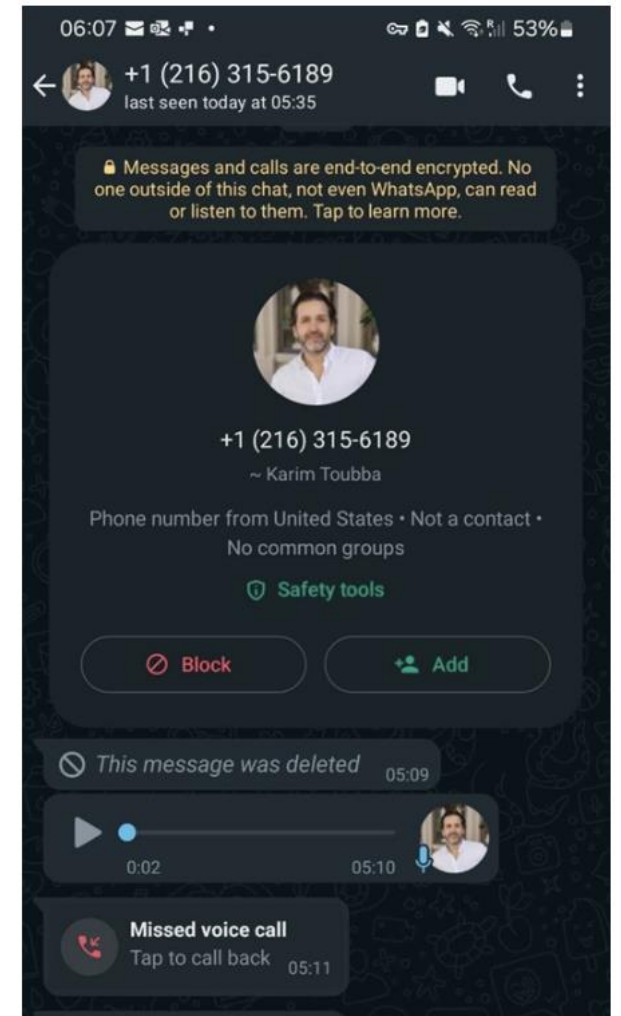 06:07 53%
+1 (216) 315-6189
last seen today at 05:35
Messages and calls are end-to-end encrypted. No
one outside of this chat, not even WhatsApp, can read
or listen to them. Tap to learn more.
+1 (216) 315-6189
~ Karim Toubba
Phone number from United States • Not a contact •
No common groups
Safety tools
Block Add
This message was deleted 05:09
0:02 05:10
Missed voice call
Tap to call back 05:11